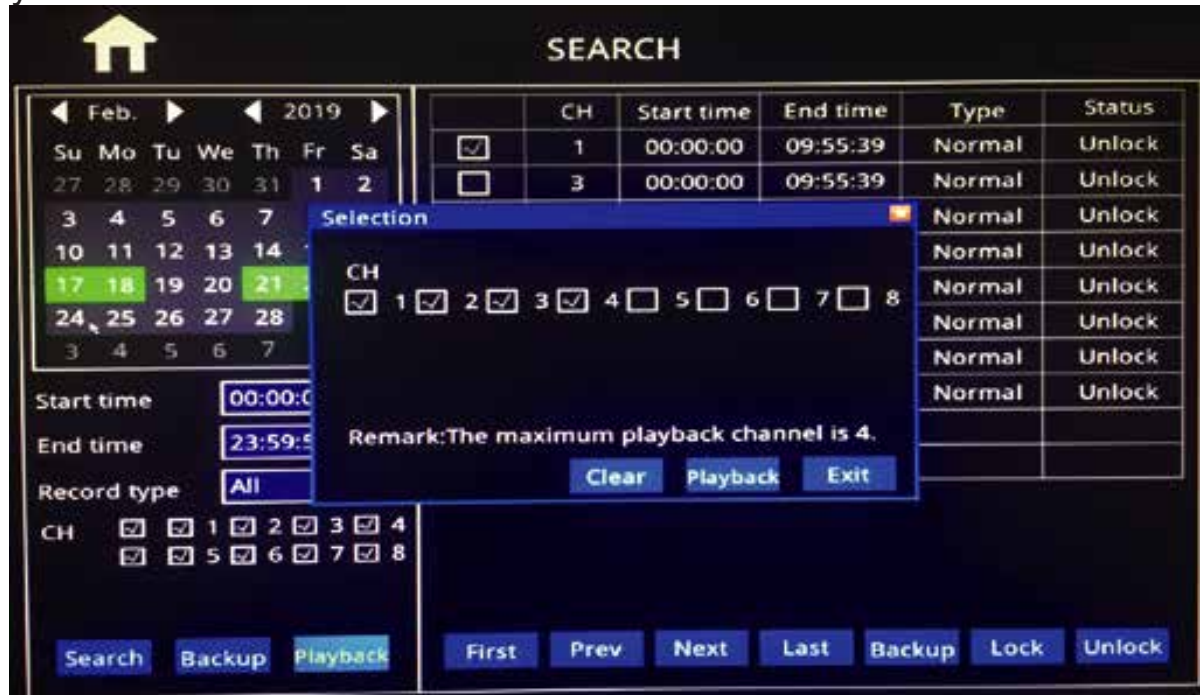 SEARCH
Feb. 2019
Su Mo Tu We Th Fr Sa
27 28 29 30 31 1 2
3 4 5 6 7
10 11 12 13 14
17 18 19 20 21
24 25 26 27 28
3 4 5 6 7
Start time 00:00:0
End time 23:59:5
Record type All
CH 1 2 3 4
5 6 7 8
Search Backup Playback
CH Start time End time Type Status
1 00:00:00 09:55:39 Normal Unlock
3 00:00:00 09:55:39 Normal Unlock
Normal Unlock
Normal Unlock
Normal Unlock
Normal Unlock
Normal Unlock
Normal Unlock
Selection
CH
1 2 3 4 5 6 7 8
Remark:The maximum playback channel is 4.
Clear Playback Exit
First Prev Next Last Backup Lock Unlock